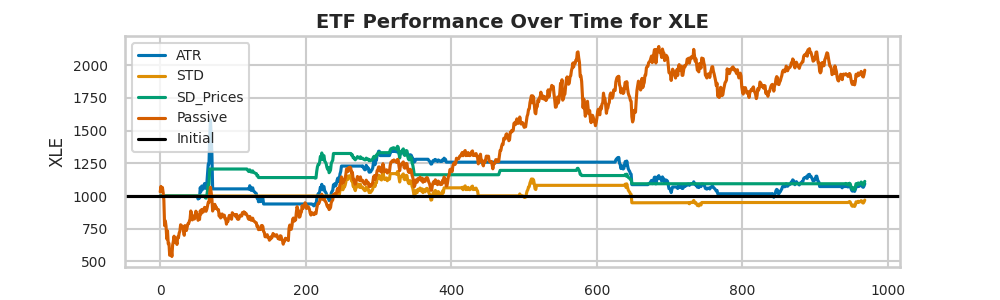 ETF Performance Over Time for XLE
ATR
STD
SD_Prices
Passive
Initial
XLE
2000
1750
1500
1250
1000
750
500
0 200 400 600 800 1000